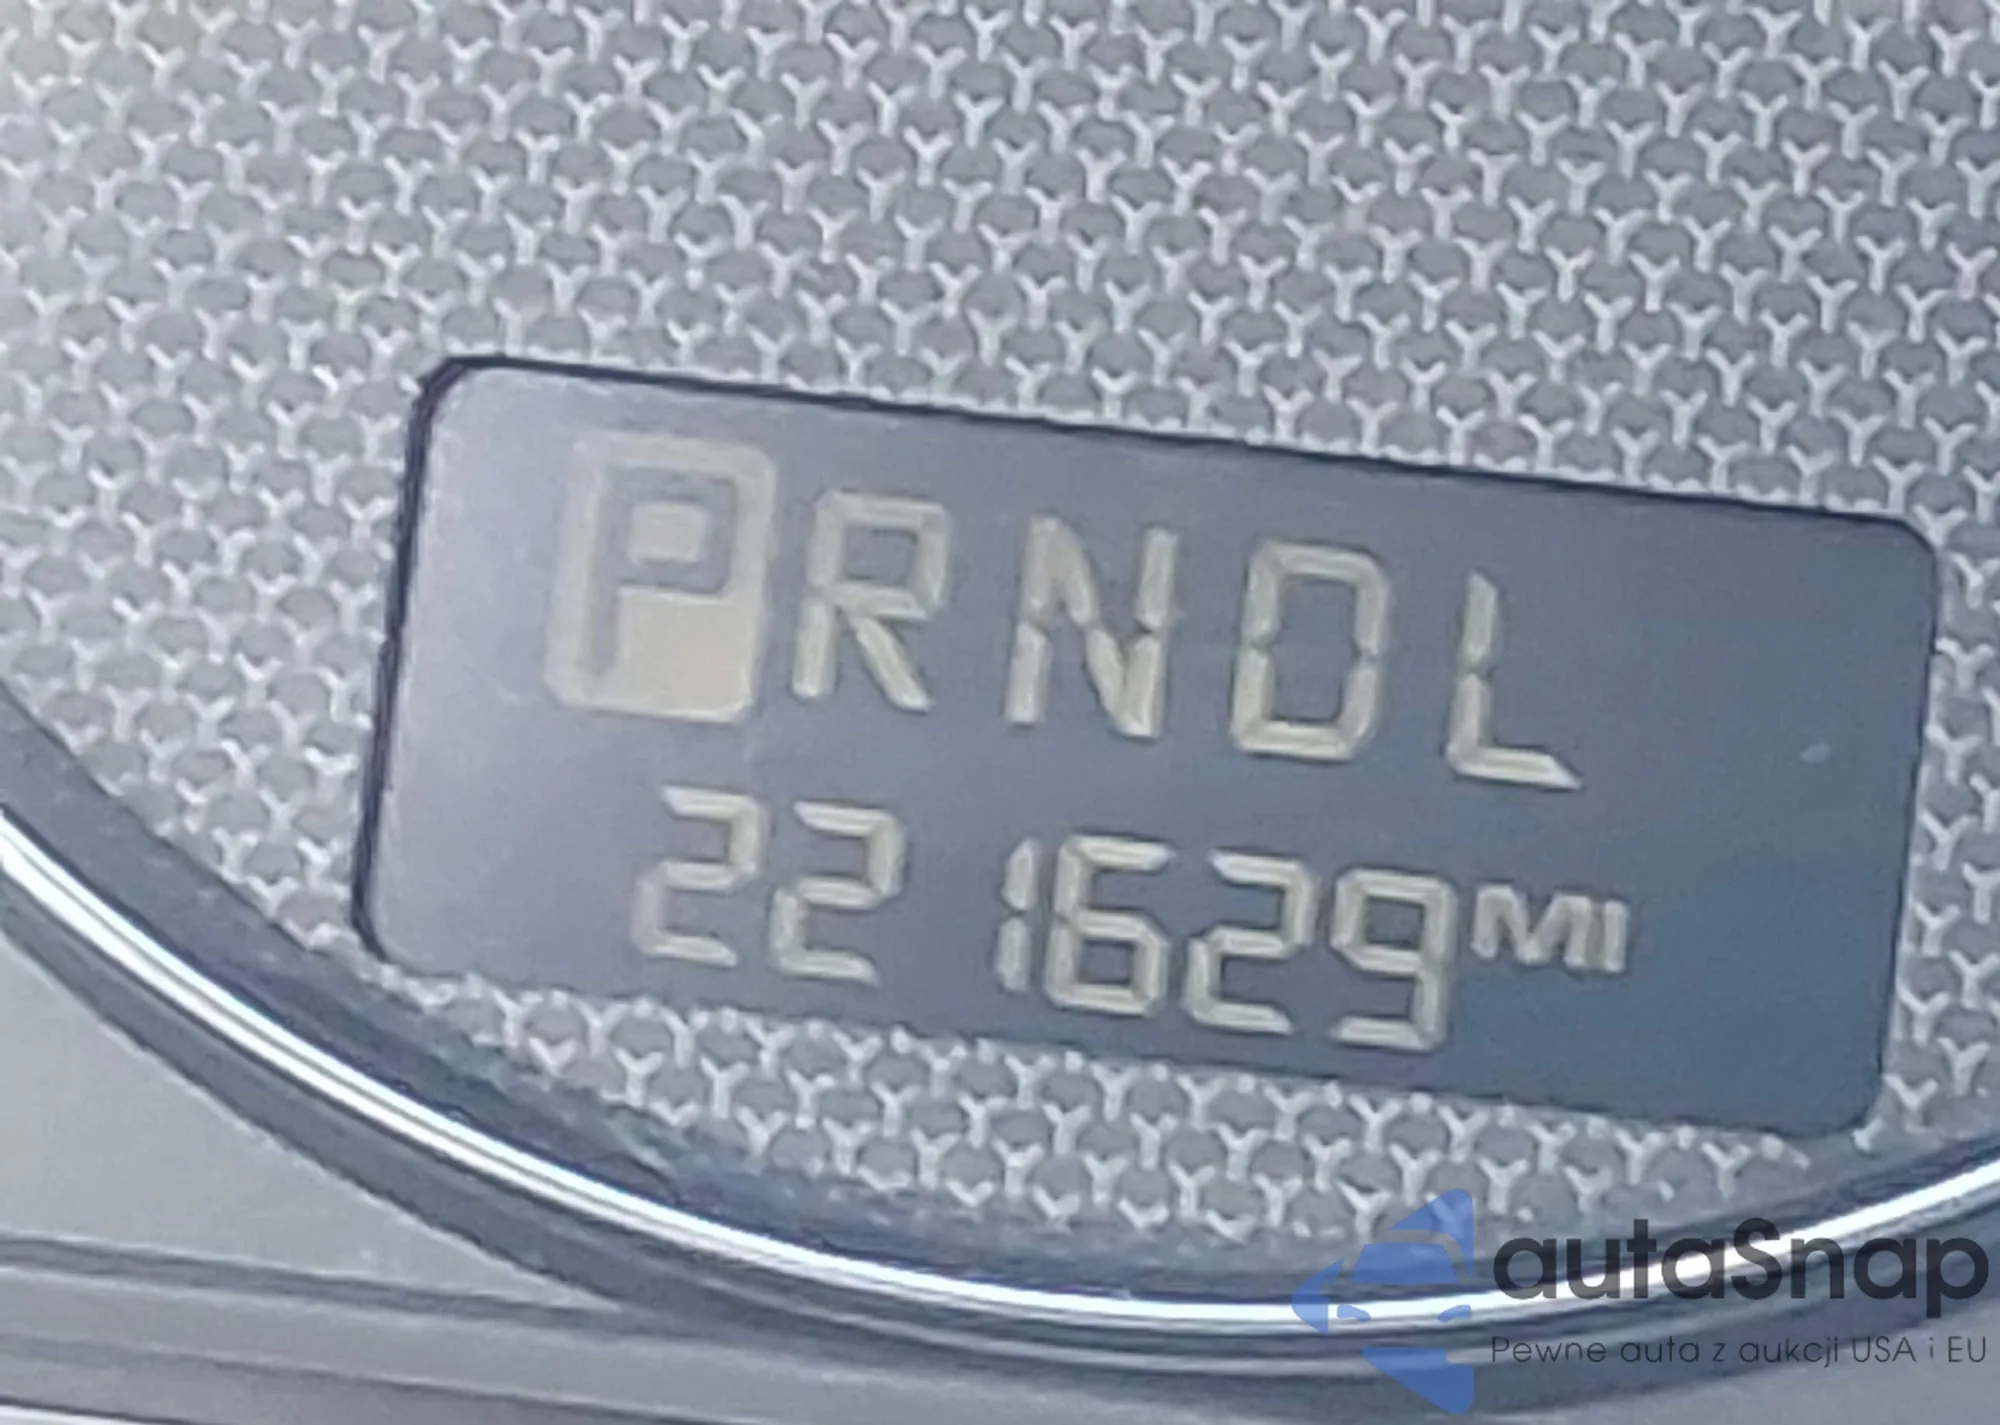 PRNDL
221629 MI
autaSnap
Pewne auta z aukcji USA i EU